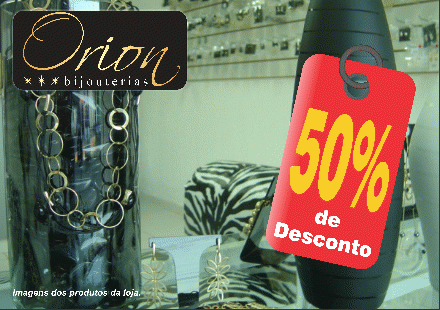 Orion
bijouterias
50%
de
Desconto
Imagens dos produtos da loja.